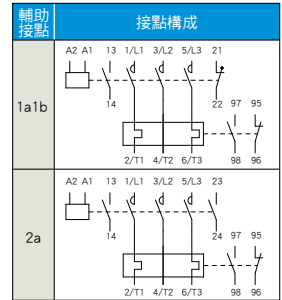 輔助
接點
接點構成
1a1b
A2 A1 13 1/L1 3/L2 5/L3 21
14 22 97 95
2/T1 4/T2 6/T3 98 96
2a
A2 A1 13 1/L1 3/L2 5/L3 23
14 24 97 95
2/T1 4/T2 6/T3 98 96